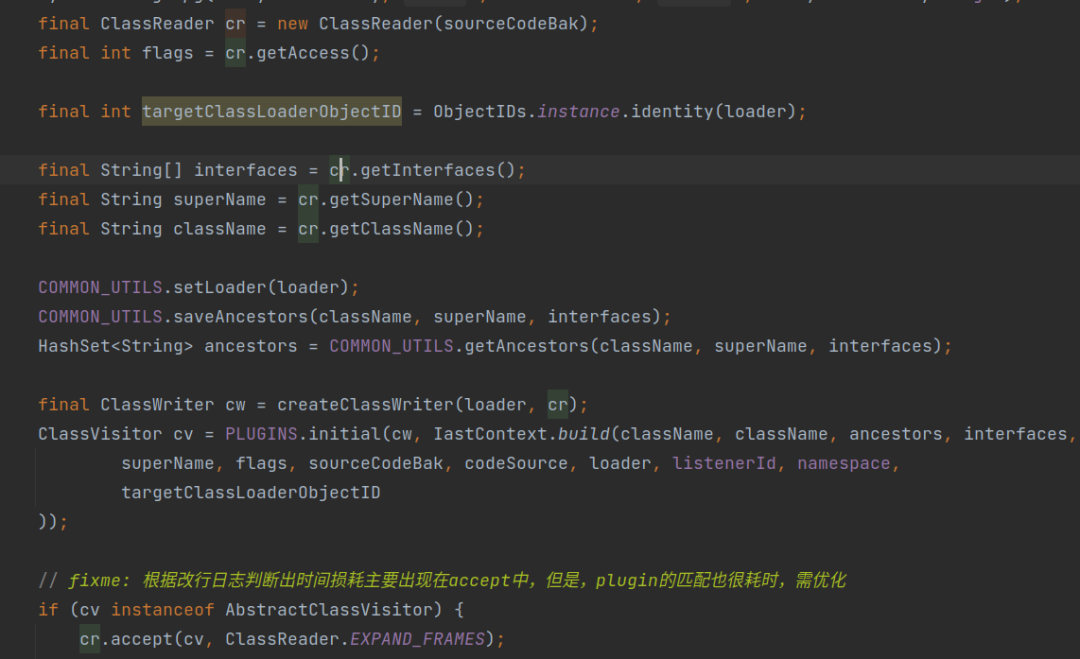 final ClassReader cr = new ClassReader(sourceCodeBak);
final int flags = cr.getAccess();
final int targetClassLoaderObjectID = ObjectIDs.instance.identity(loader);
final String[] interfaces = cr.getInterfaces();
final String superName = cr.getSuperName();
final String className = cr.getClassName();
COMMON_UTILS.setLoader(loader);
COMMON_UTILS.saveAncestors(className, superName, interfaces);
HashSet<String> ancestors = COMMON_UTILS.getAncestors(className, superName, interfaces);
final ClassWriter cw = createClassWriter(loader, cr);
ClassVisitor cv = PLUGINS.initial(cw, IastContext.build(className, className, ancestors, interfaces,
superName, flags, sourceCodeBak, codeSource, loader, listenerId, namespace,
targetClassLoaderObjectID
));
// fixme: 根据改行日志判断出时间损耗主要出现在accept中，但是，plugin的匹配也很耗时，需优化
if (cv instanceof AbstractClassVisitor) {
cr.accept(cv, ClassReader.EXPAND_FRAMES);